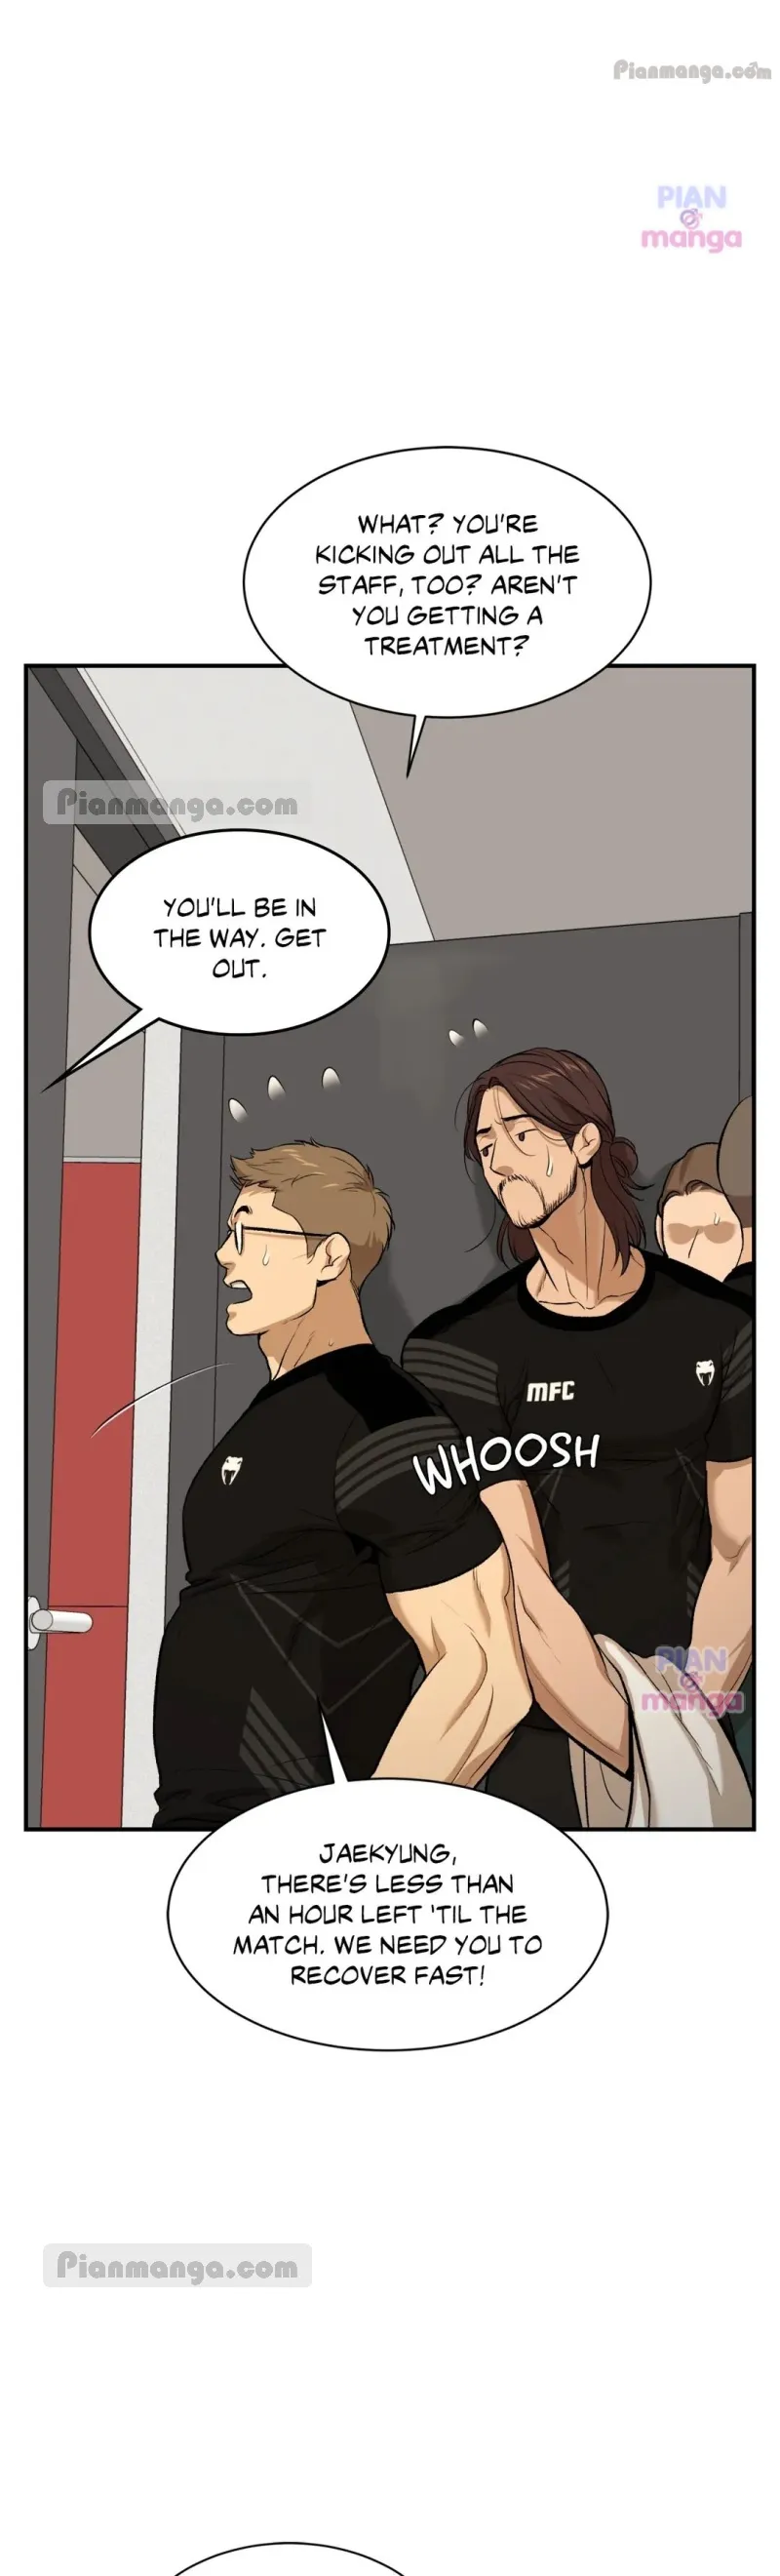 Pianmanga.com
PIAN
manga
WHAT? YOU'RE
KICKING OUT ALL THE
STAFF, TOO? AREN'T
YOU GETTING A
TREATMENT?
Pianmanga.com
YOU'LL BE IN
THE WAY. GET
OUT.
MFC
WHOOSH
PIAN
manga
JAEKYUNG,
THERE'S LESS THAN
AN HOUR LEFT 'TIL THE
MATCH. WE NEED YOU TO
RECOVER FAST!
Pianmanga.com